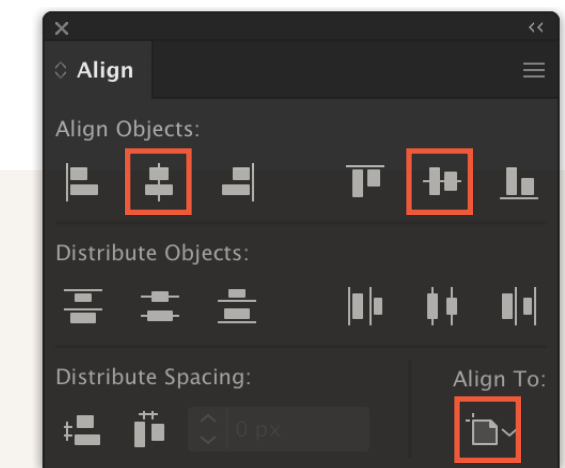 Align
Align Objects:
Distribute Objects:
Distribute Spacing:
Align To:
0 px